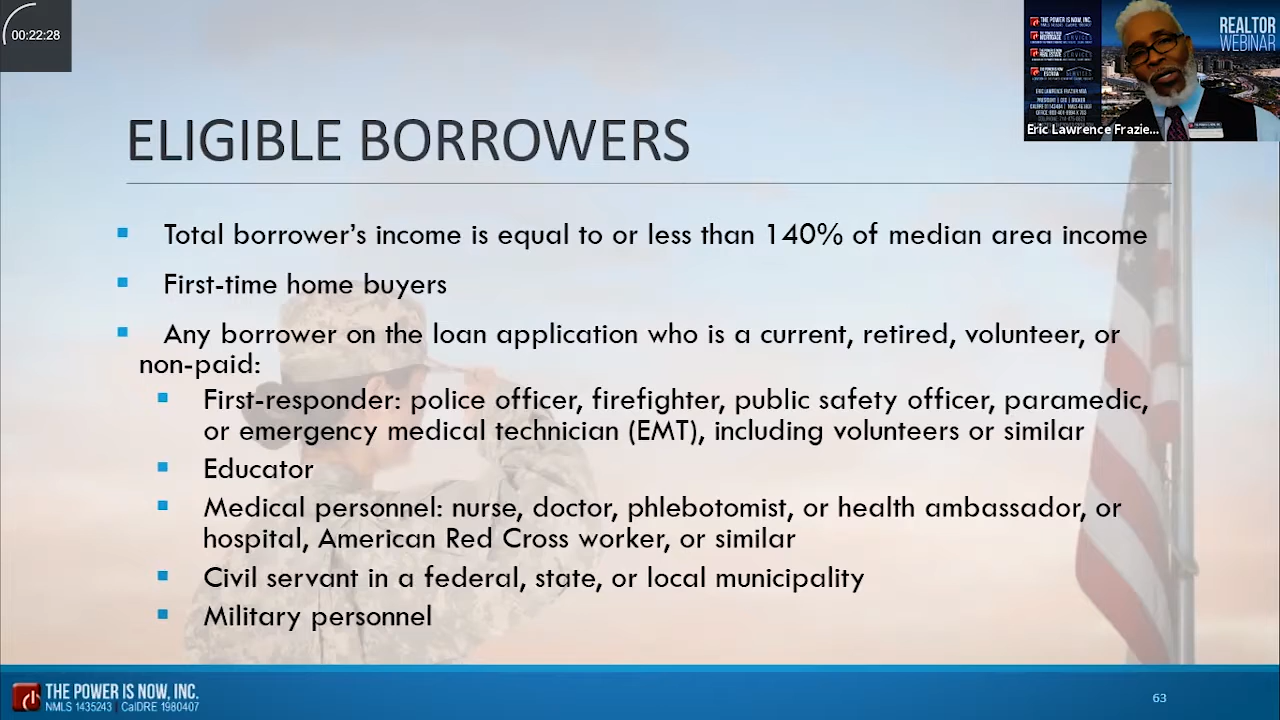 00:22:28
THE POWER IS NOW, INC.
REALTOR
WEBINAR
Eric Lawrence Frazie...
ELIGIBLE BORROWERS
Total borrower's income is equal to or less than 140% of median area income
First-time home buyers
Any borrower on the loan application who is a current, retired, volunteer, or
non-paid:
First-responder: police officer, firefighter, public safety officer, paramedic,
or emergency medical technician (EMT), including volunteers or similar
Educator
Medical personnel: nurse, doctor, phlebotomist, or health ambassador, or
hospital, American Red Cross worker, or similar
Civil servant in a federal, state, or local municipality
Military personnel
THE POWER IS NOW, INC.
NMLS 1435243 | CalDRE 1980407
63